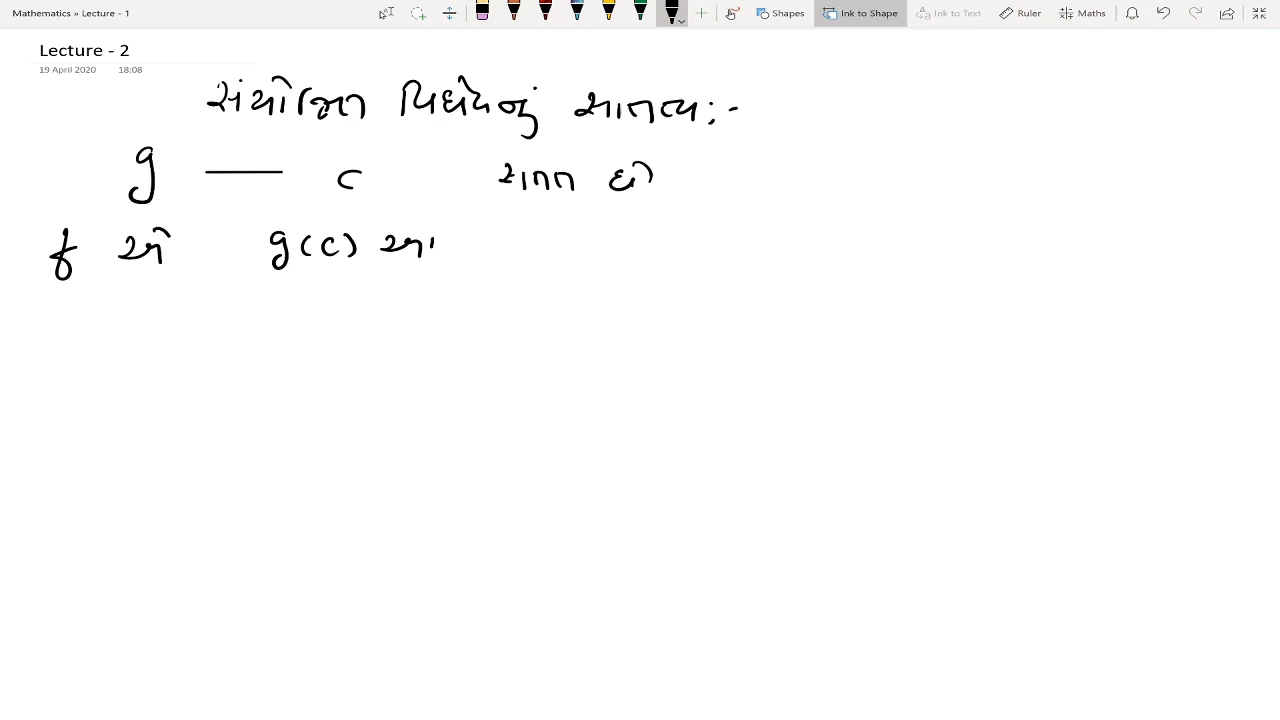 Mathematics » Lecture - 1
Shapes Ink to Shape Ink to Text Ruler Maths
Lecture - 2
19 April 2020 18:08
સંયોજિત વિધેયનું સાતત્ય :-
g — c સતત હોય
f એ g(c) આ